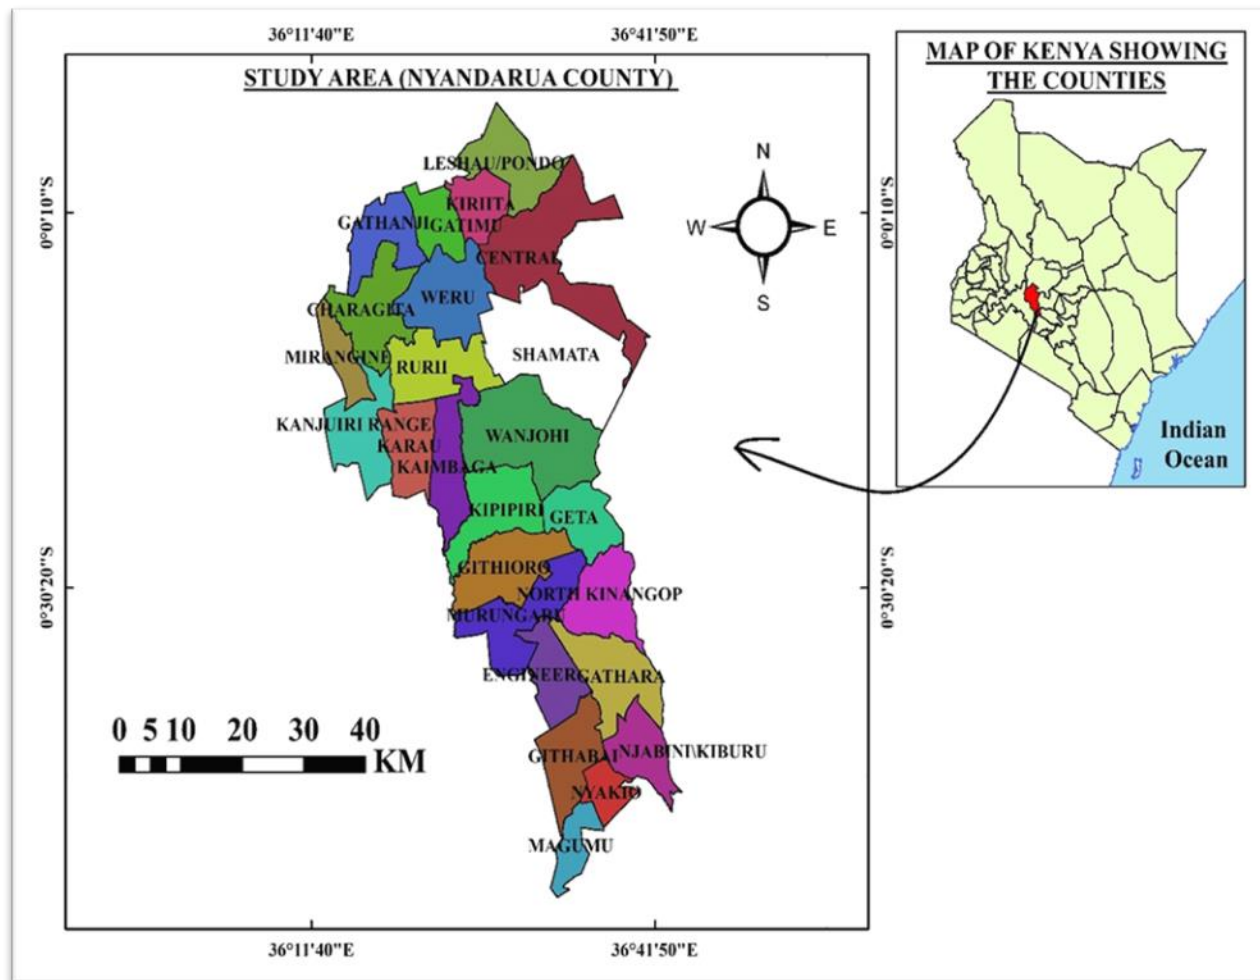 36°11'40"E
36°41'50"E
STUDY AREA (NYANDARUA COUNTY)
MAP OF KENYA SHOWING
THE COUNTIES
LESHAU/PONDO
KIRIITA
GATHANJI
GATIMU
CENTRAL
WERU
CHARAGITA
MIRANGINE
RURII
SHAMATA
KANJUIRI RANGE
KARAU
WANJOHI
KAIMBAGA
KIPIPIRI
GETA
GITHIORO
NORTH KINANGOP
MURUNGARU
ENGINEER
GATHARA
GITHABAI
NJABINI\KIBURU
NYAKIO
MAGUMU
N
W
E
S
0°0'10"S
0°0'10"S
0°30'20"S
0°30'20"S
0 5 10 20 30 40
KM
Indian
Ocean
36°11'40"E
36°41'50"E